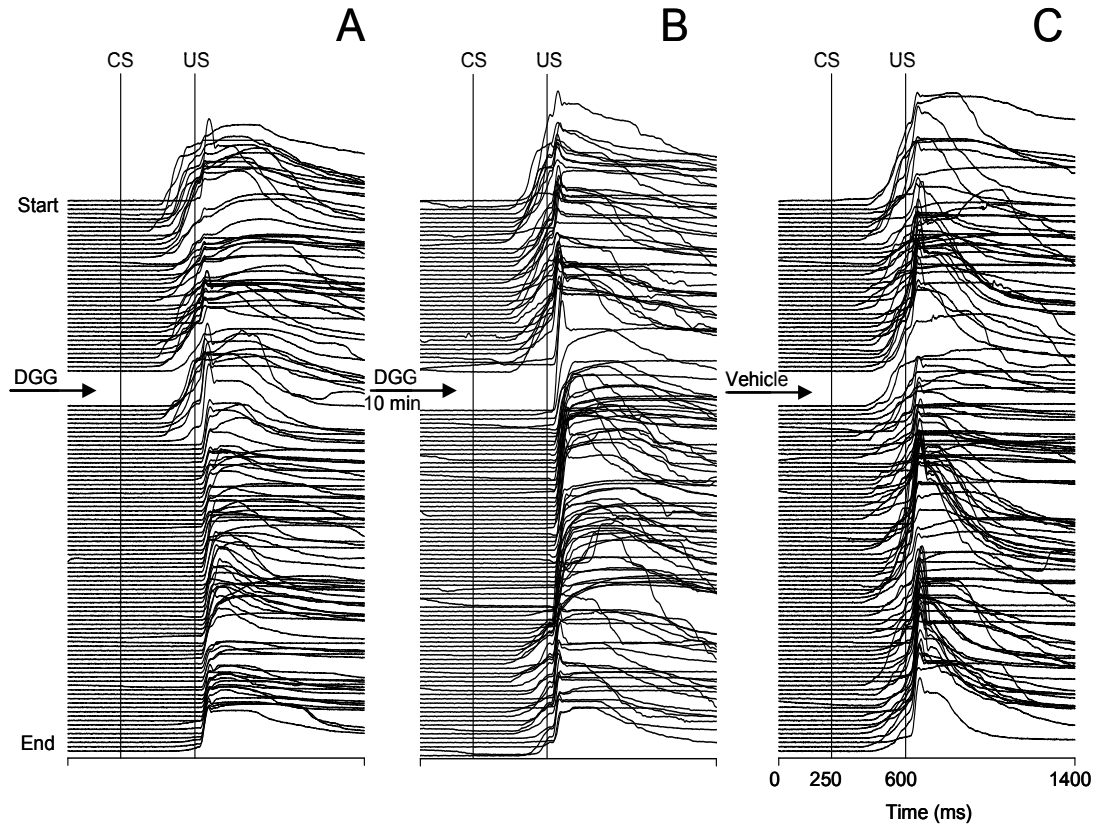 A
B
C
CS US
CS US
CS US
Start
DGG
DGG
10 min
Vehicle
End
0 250 600 1400
Time (ms)